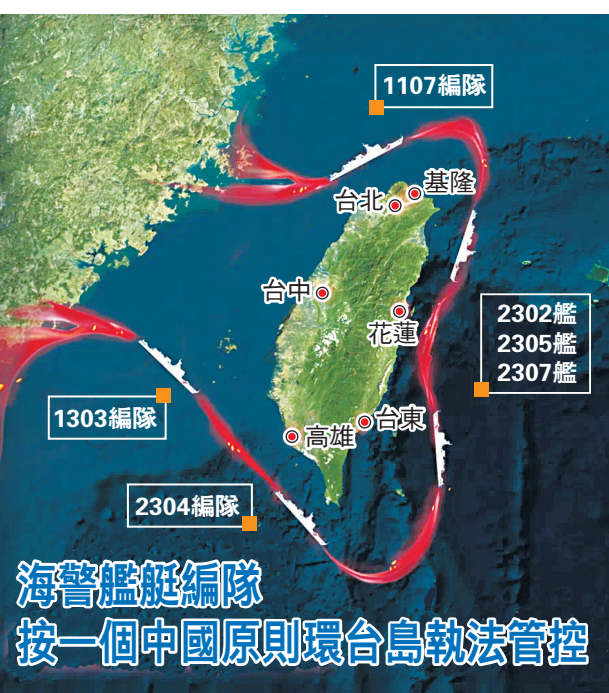 1107編隊
基隆
台北
台中
花蓮
2302艦
2305艦
2307艦
1303編隊
台東
高雄
2304編隊
海警艦艇編隊
按一個中國原則環台島執法管控